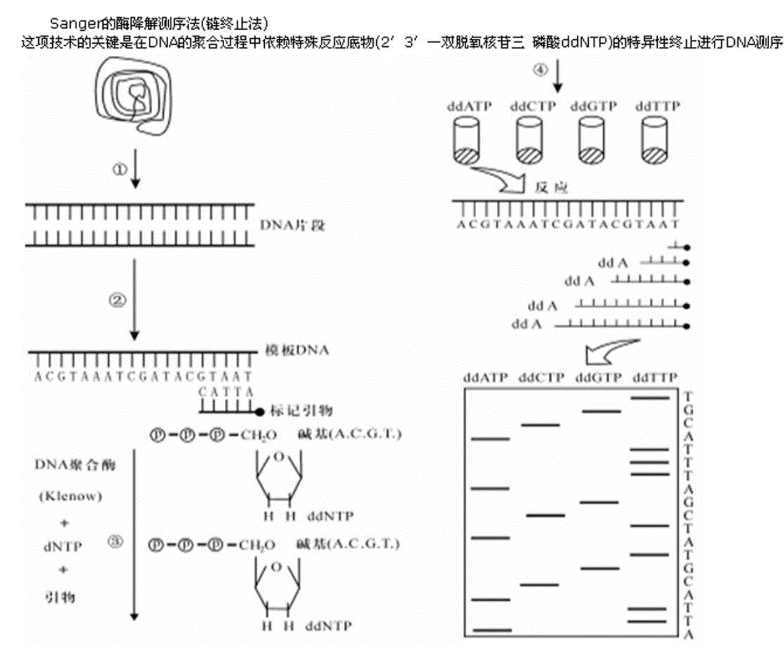 Sanger的酶降解测序法(链终止法)
这项技术的关键是在DNA的聚合过程中依赖特殊反应底物(2′3′一双脱氧核苷三 磷酸ddNTP)的特异性终止进行DNA测序
①
DNA片段
②
模板DNA
ACGTAAATCGATACGTAAT
CATTA
标记引物
Ⓟ–Ⓟ–Ⓟ–CH₂O 碱基(A.C.G.T.)
O
H H ddNTP
DNA聚合酶
(Klenow)
+
dNTP
+
引物
③
Ⓟ–Ⓟ–Ⓟ–CH₂O 碱基(A.C.G.T.)
O
H H ddNTP
④
ddATP ddCTP ddGTP ddTTP
反应
ACGTAAATCGATACGTAAT
dd A
dd A
dd A
dd A
ddATP ddCTP ddGTP ddTTP
T
G
C
A
T
T
T
A
G
C
T
A
T
G
C
A
T
T
A